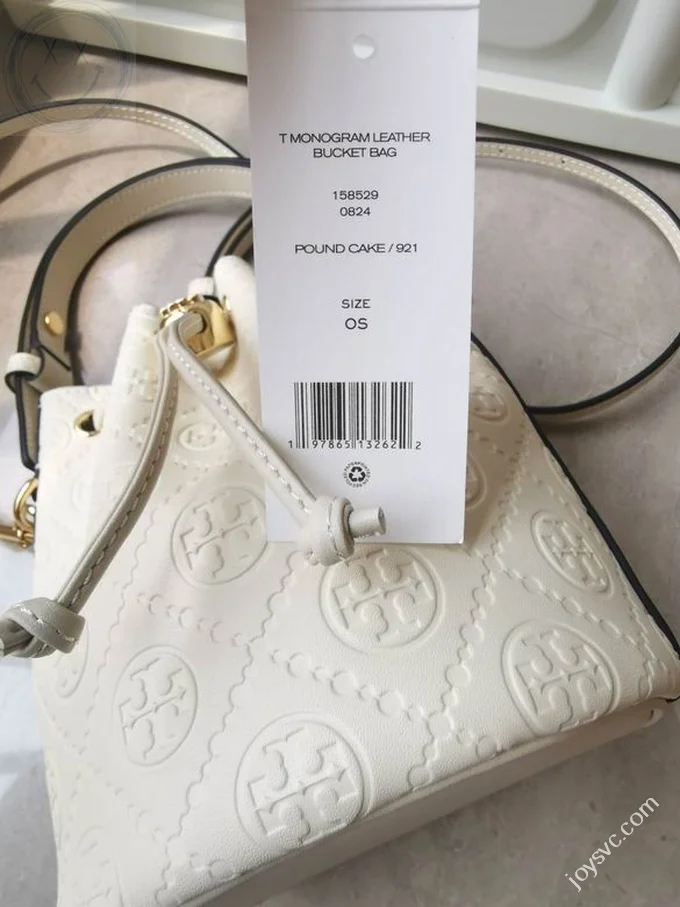 T MONOGRAM LEATHER
BUCKET BAG
158529
0824
POUND CAKE / 921
SIZE
OS
1 97865 13262 2
joysvc.com